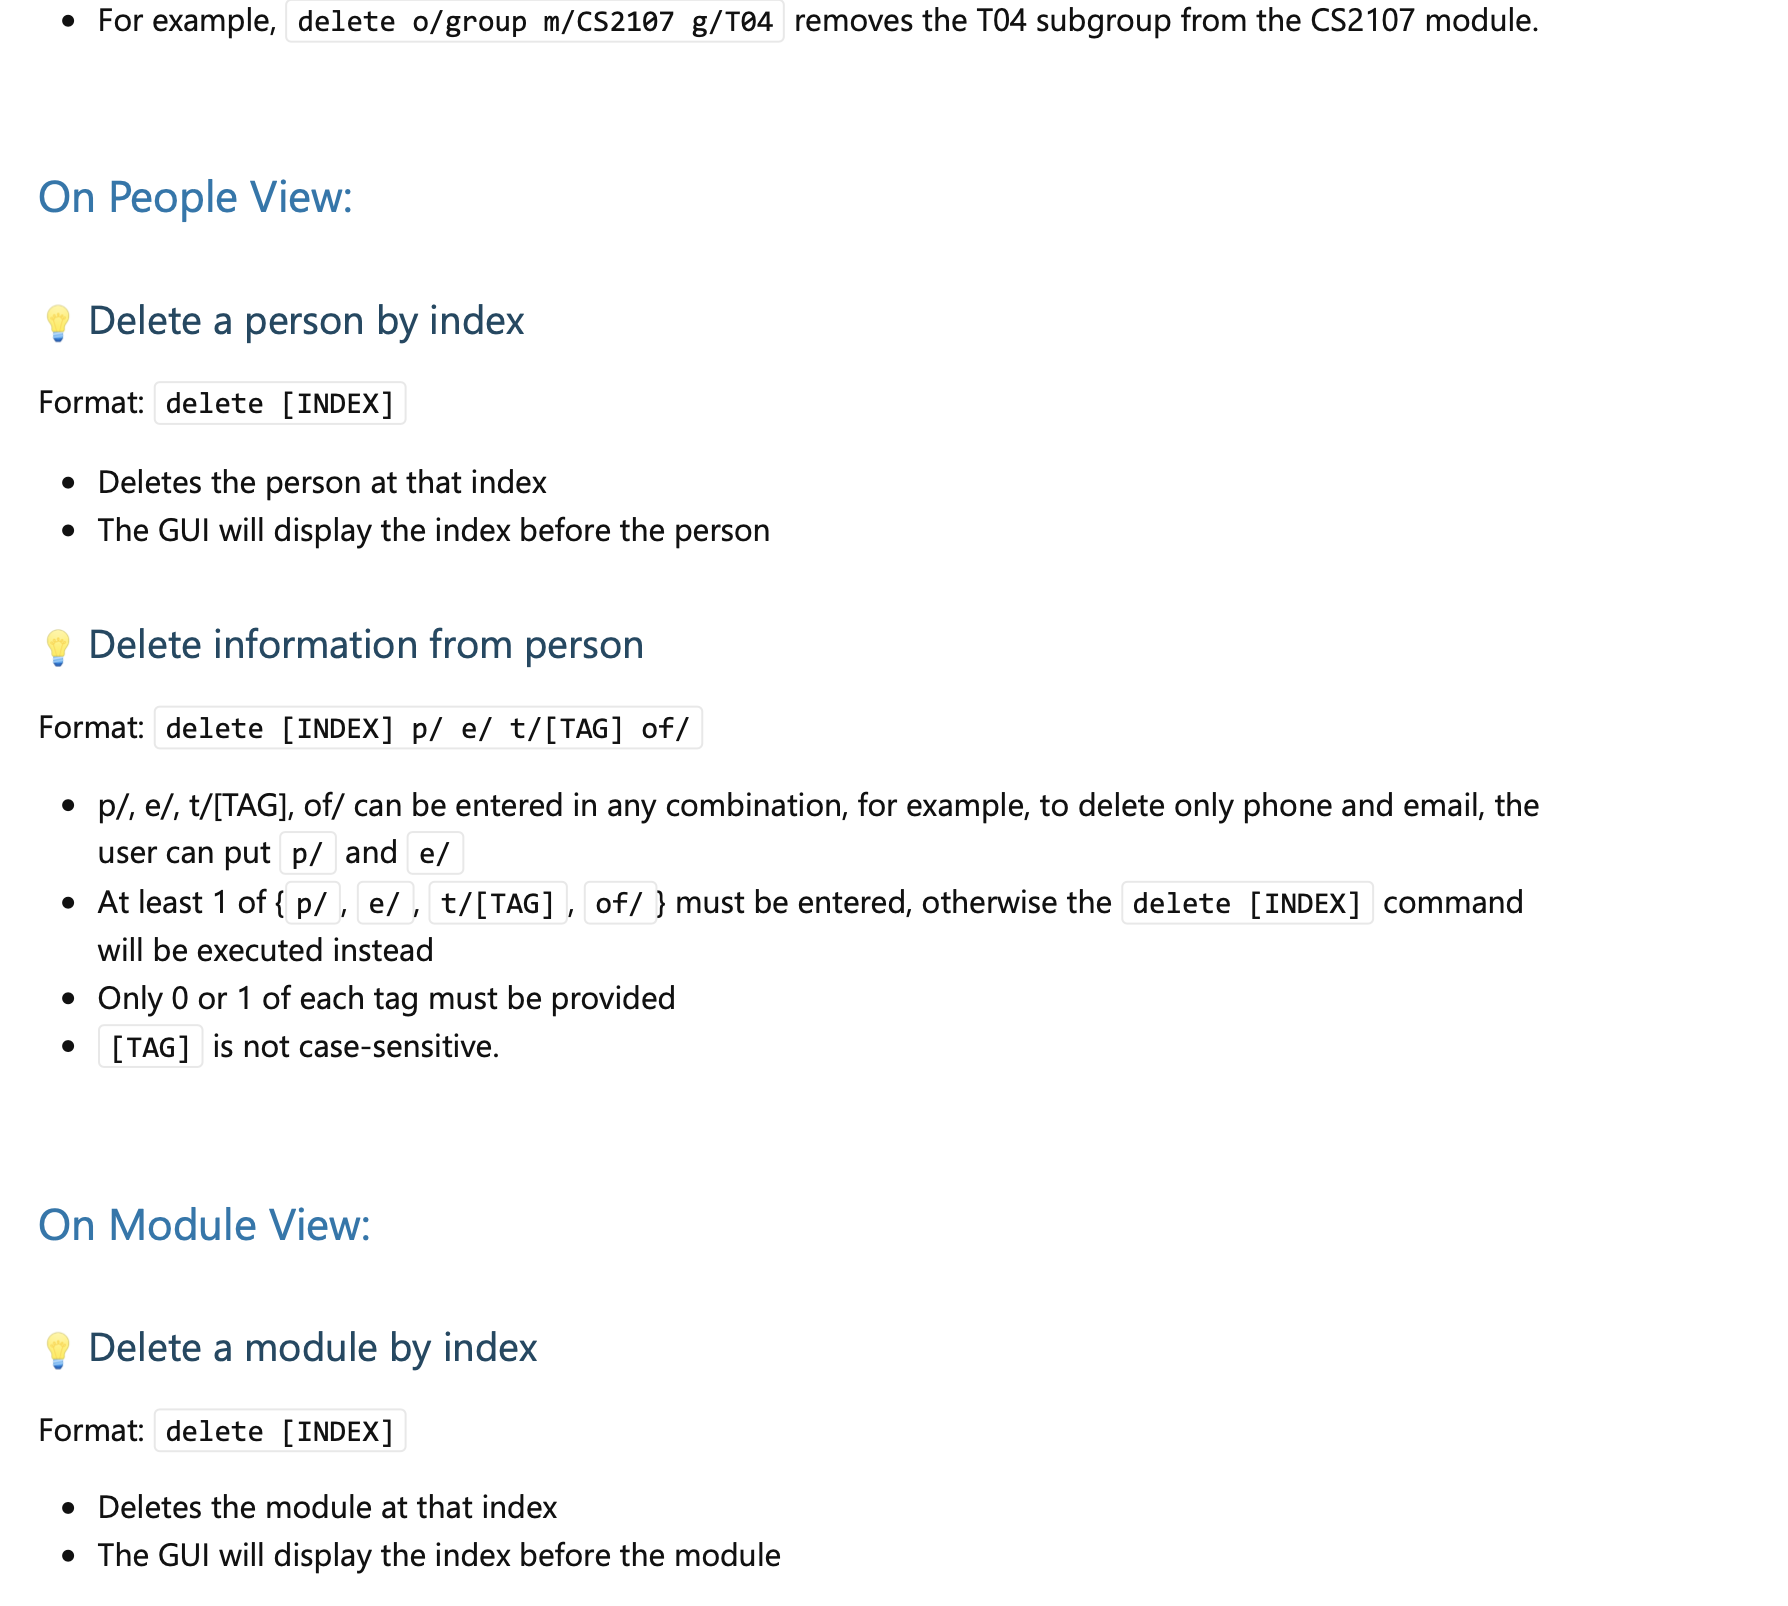 • For example, delete o/group m/CS2107 g/T04 removes the T04 subgroup from the CS2107 module.
On People View:
💡 Delete a person by index
Format: delete [INDEX]
• Deletes the person at that index
• The GUI will display the index before the person
💡 Delete information from person
Format: delete [INDEX] p/ e/ t/[TAG] of/
• p/, e/, t/[TAG], of/ can be entered in any combination, for example, to delete only phone and email, the
user can put p/ and e/
• At least 1 of { p/ , e/ , t/[TAG] , of/ } must be entered, otherwise the delete [INDEX] command
will be executed instead
• Only 0 or 1 of each tag must be provided
• [TAG] is not case-sensitive.
On Module View:
💡 Delete a module by index
Format: delete [INDEX]
• Deletes the module at that index
• The GUI will display the index before the module